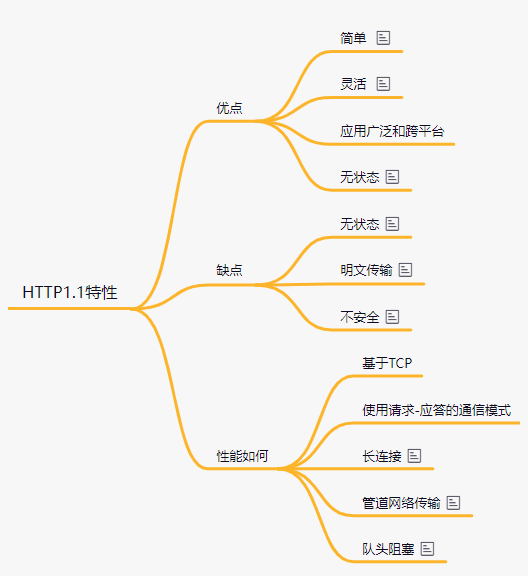 HTTP1.1特性
优点
简单
灵活
应用广泛和跨平台
无状态
缺点
无状态
明文传输
不安全
性能如何
基于TCP
使用请求-应答的通信模式
长连接
管道网络传输
队头阻塞